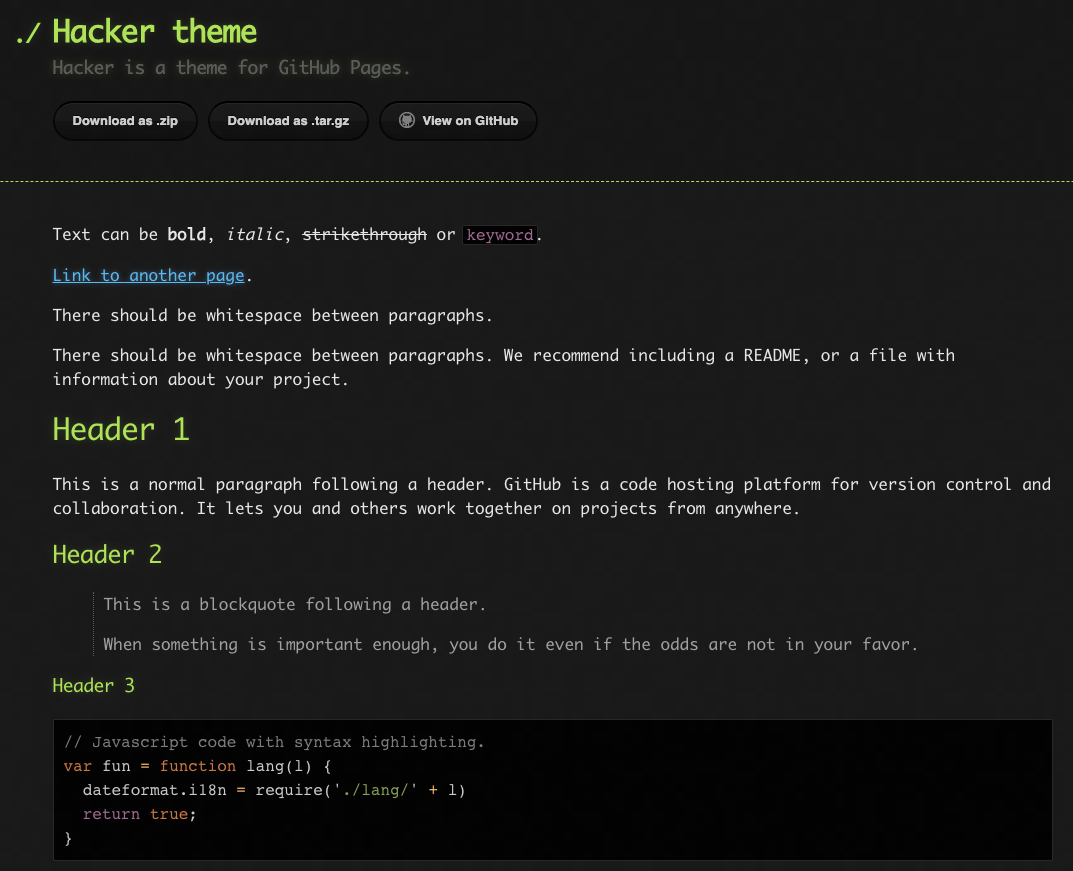 ./ Hacker theme
Hacker is a theme for GitHub Pages.
Download as .zip Download as .tar.gz View on GitHub
Text can be bold, italic, strikethrough or keyword.
Link to another page.
There should be whitespace between paragraphs.
There should be whitespace between paragraphs. We recommend including a README, or a file with
information about your project.
Header 1
This is a normal paragraph following a header. GitHub is a code hosting platform for version control and
collaboration. It lets you and others work together on projects from anywhere.
Header 2
This is a blockquote following a header.
When something is important enough, you do it even if the odds are not in your favor.
Header 3
// Javascript code with syntax highlighting.
var fun = function lang(l) {
  dateformat.i18n = require('./lang/' + l)
  return true;
}